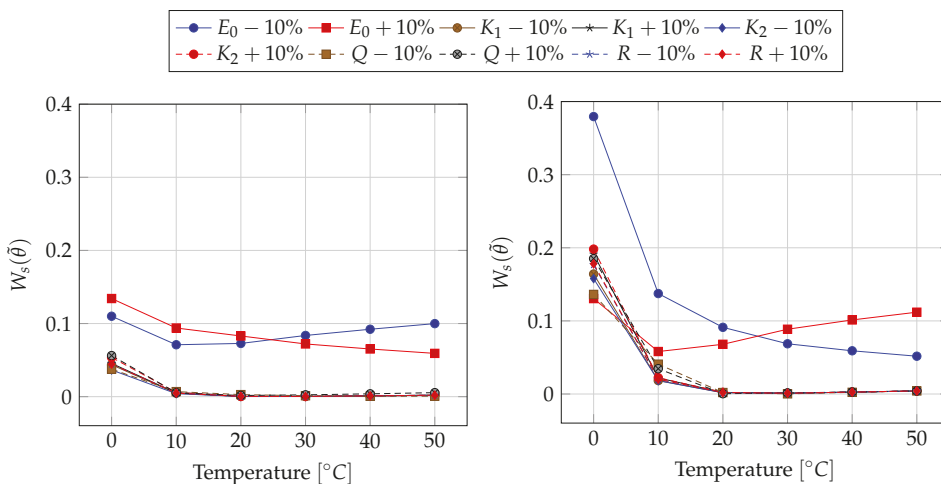 E₀ − 10% E₀ + 10% K₁ − 10% K₁ + 10% K₂ − 10%
K₂ + 10% Q − 10% Q + 10% R − 10% R + 10%
0.4
0.3
0.2
0.1
0
W_s(θ̃)
0 10 20 30 40 50
Temperature [°C]
0.4
0.3
0.2
0.1
0
W_s(θ̃)
0 10 20 30 40 50
Temperature [°C]